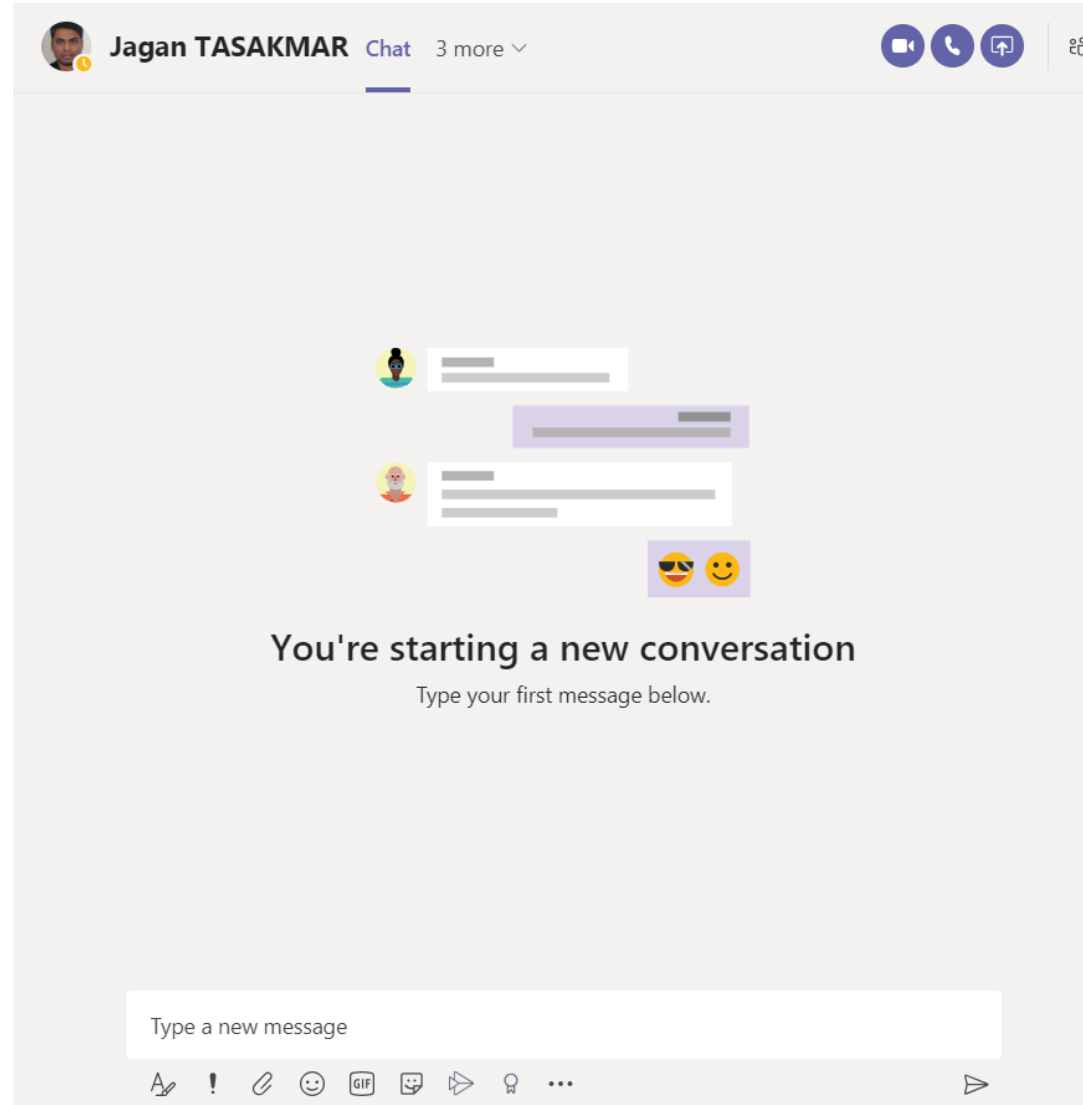 Jagan TASAKMAR Chat 3 more
You're starting a new conversation
Type your first message below.
Type a new message
GIF